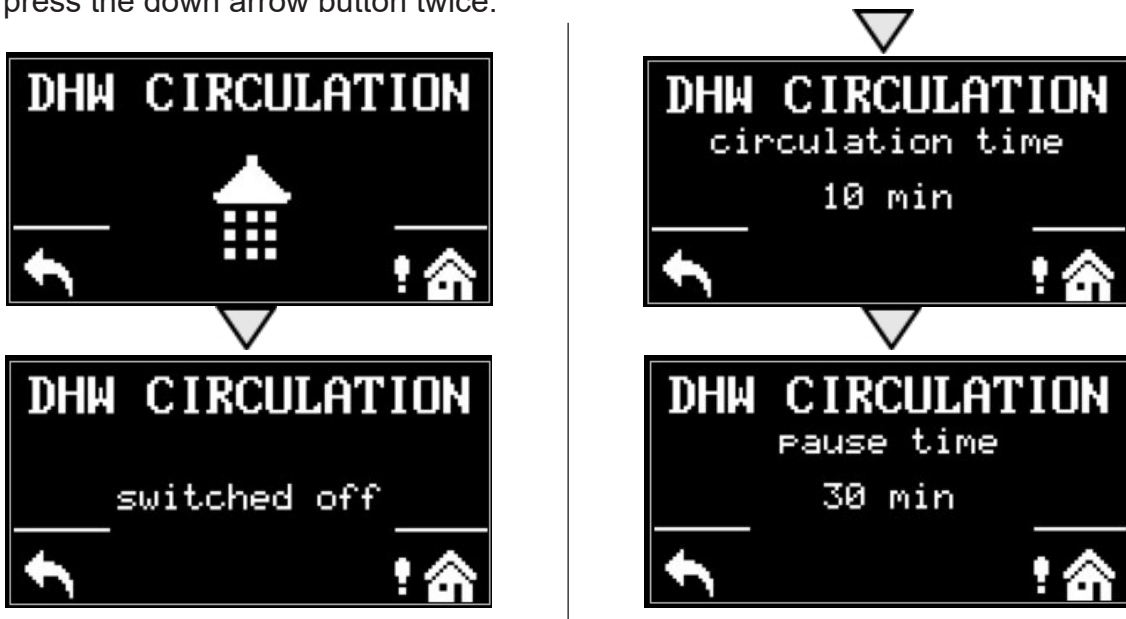 press the down arrow button twice.
DHW CIRCULATION
DHW CIRCULATION
switched off
DHW CIRCULATION
circulation time
10 min
DHW CIRCULATION
pause time
30 min